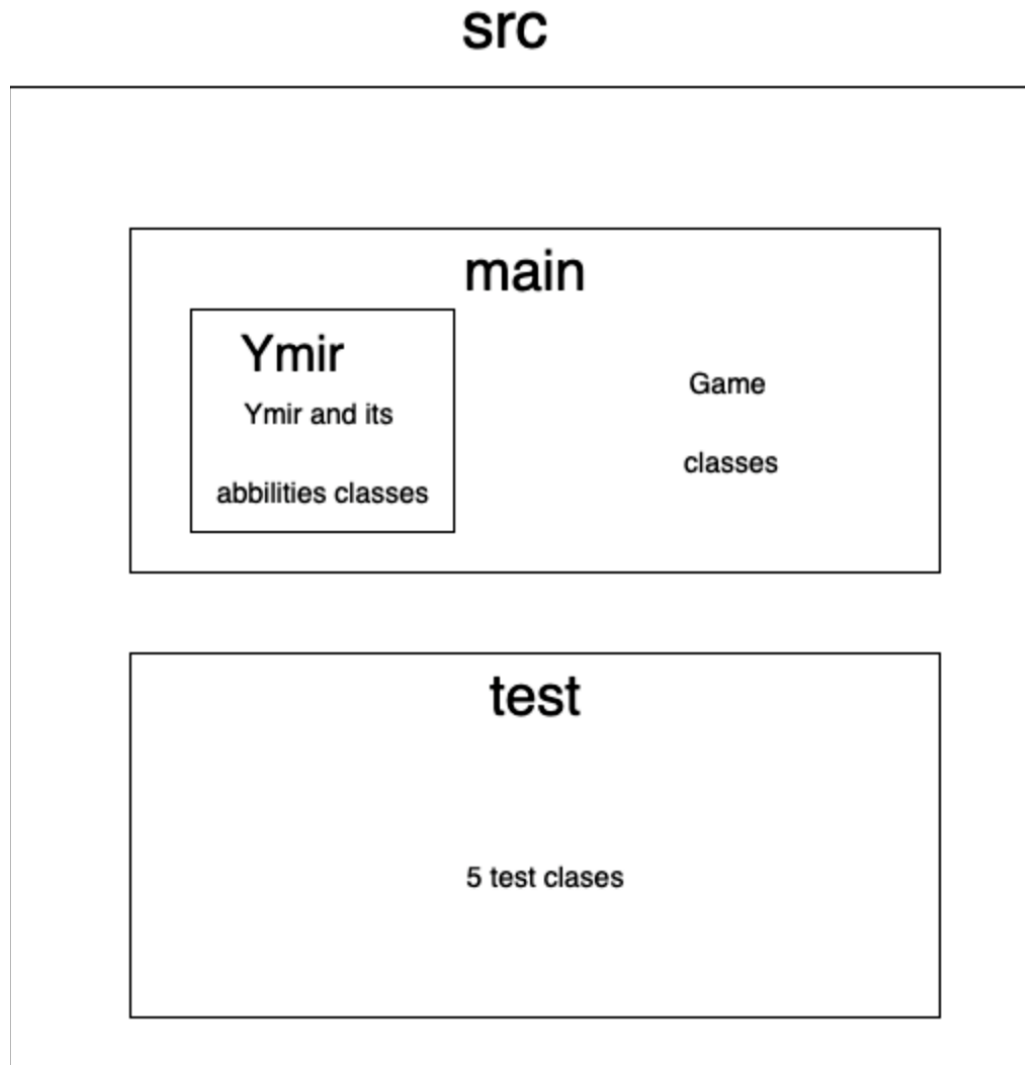 src
main
Ymir
Ymir and its
abbilities classes
Game
classes
test
5 test clases